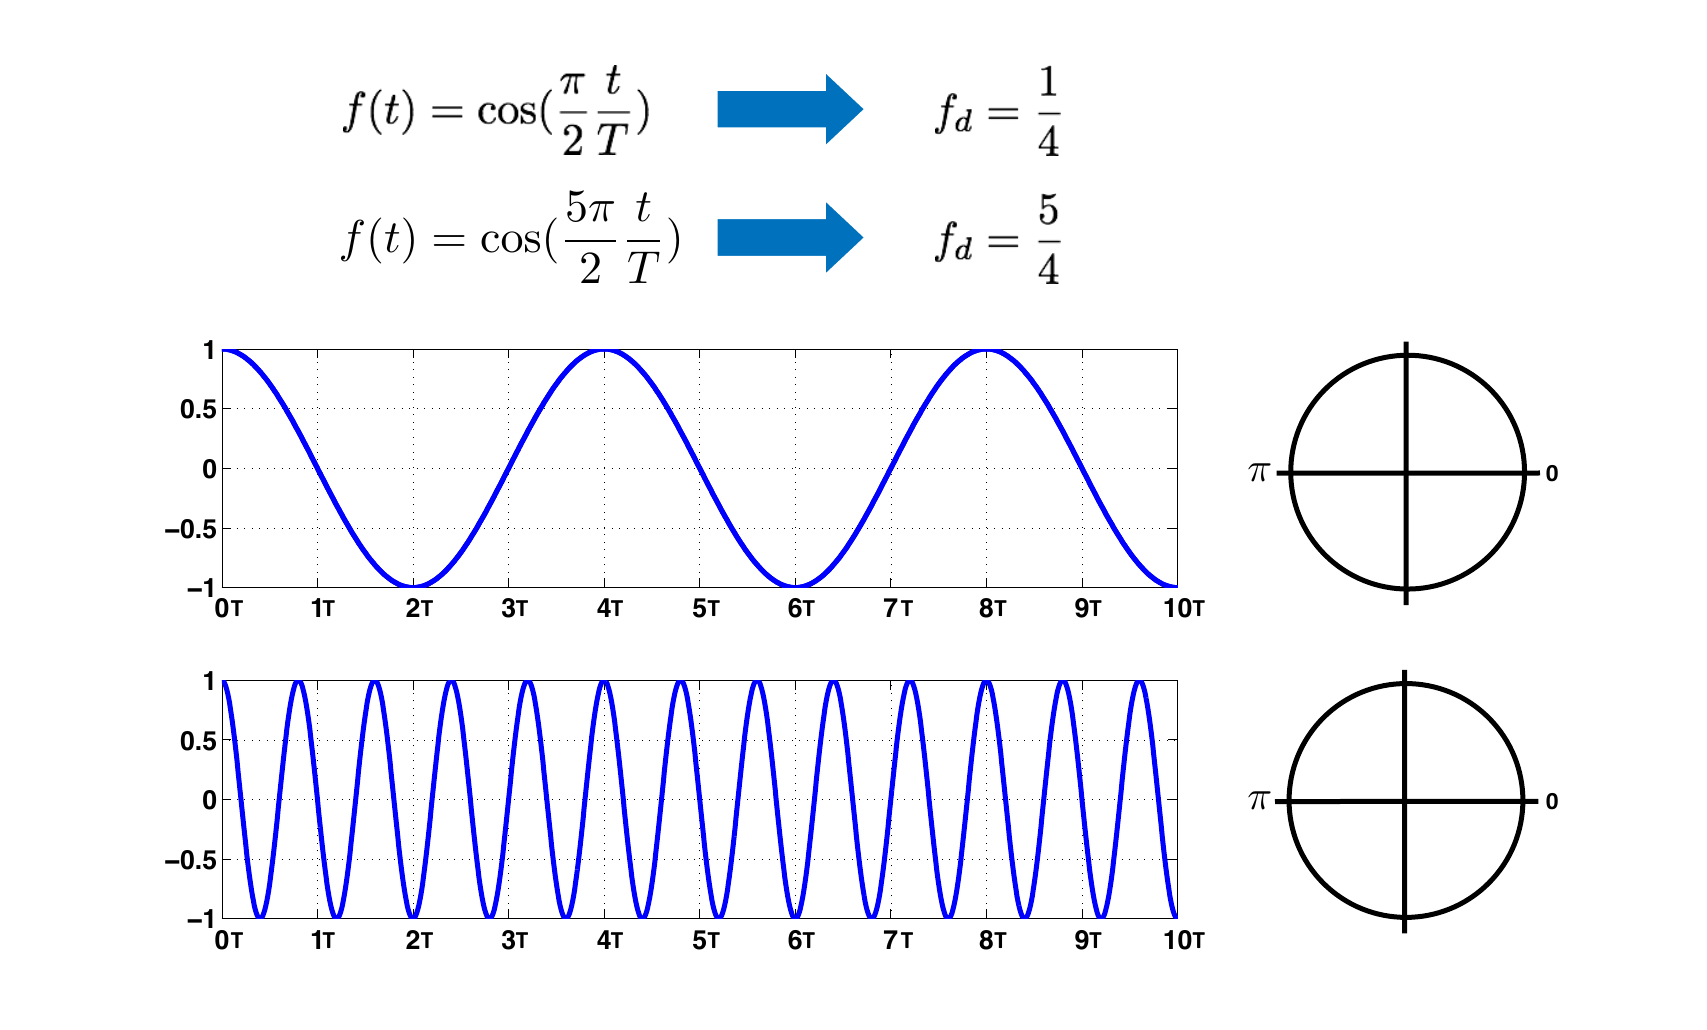 f(t) = cos(π/2 t/T) f_d = 1/4
f(t) = cos(5π/2 t/T) f_d = 5/4
1
0.5
0
−0.5
−1
0T 1T 2T 3T 4T 5T 6T 7T 8T 9T 10T
π 0
1
0.5
0
−0.5
−1
0T 1T 2T 3T 4T 5T 6T 7T 8T 9T 10T
π 0